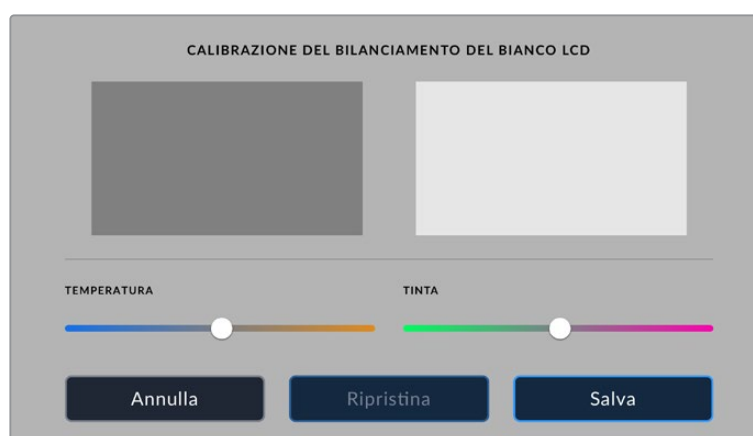 CALIBRAZIONE DEL BILANCIAMENTO DEL BIANCO LCD
TEMPERATURA
TINTA
Annulla
Ripristina
Salva